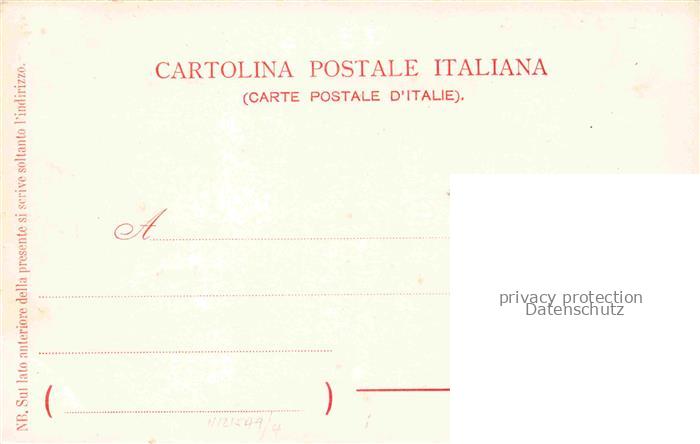 CARTOLINA POSTALE ITALIANA
(CARTE POSTALE D'ITALIE).
NB. Sul lato anteriore della presente si scrive soltanto l'indirizzo.
A
privacy protection
Datenschutz
( )